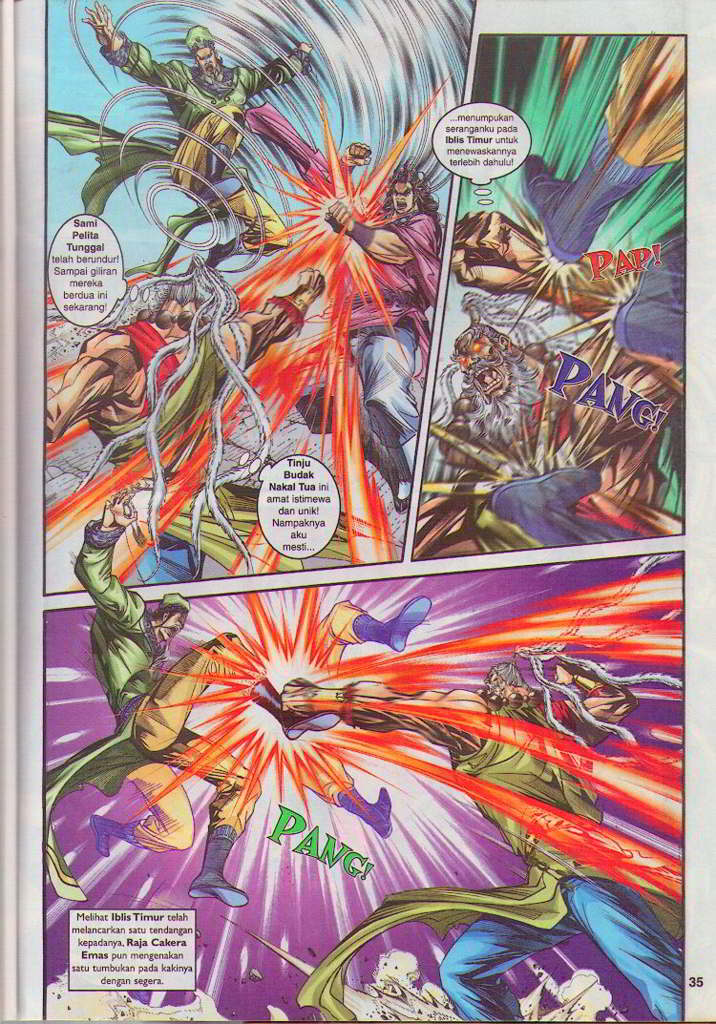 Sami
Pelita
Tunggal
telah berundur!
Sampai giliran
mereka
berdua ini
sekarang!
Tinju
Budak
Nakal Tua ini
amat istimewa
dan unik!
Nampaknya
aku
mesti...
...menumpukan
seranganku pada
Iblis Timur untuk
menewaskannya
terlebih dahulu!
PAP!
PANG!
PANG!
Melihat Iblis Timur telah
melancarkan satu tendangan
kepadanya, Raja Cakera
Emas pun mengenakan
satu tumbukan pada kakinya
dengan segera.
35